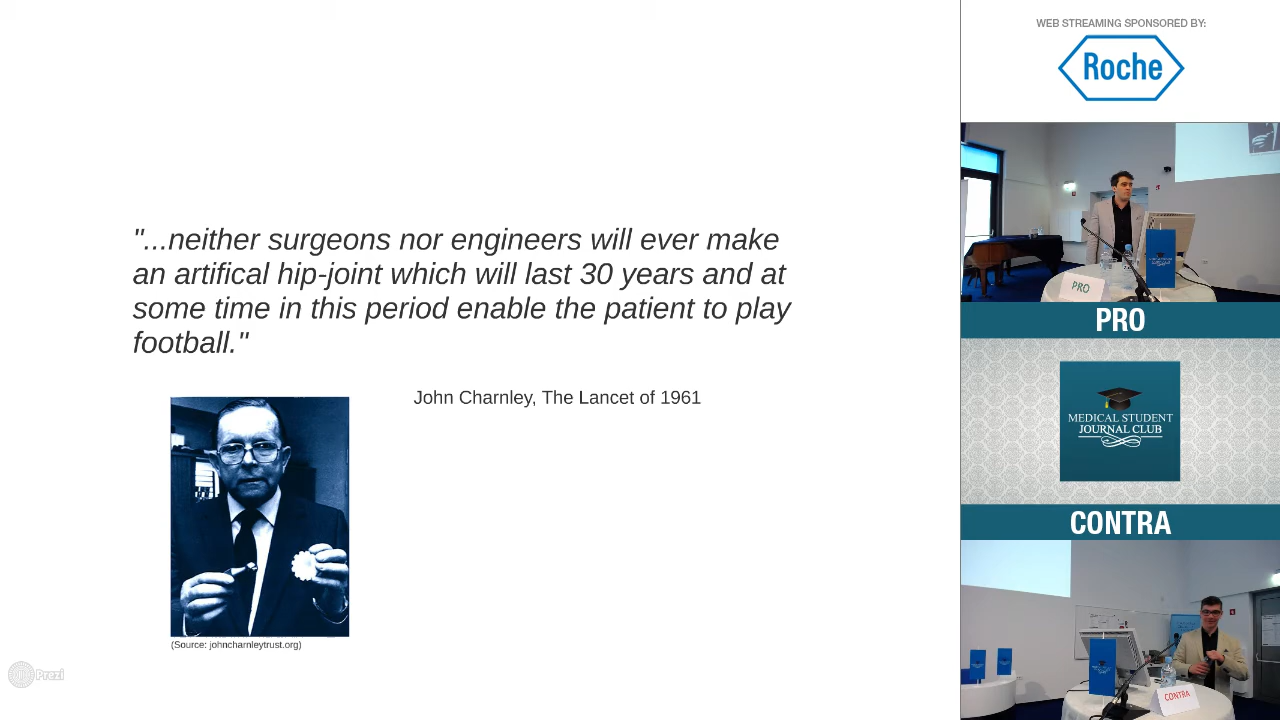 "...neither surgeons nor engineers will ever make
an artifical hip-joint which will last 30 years and at
some time in this period enable the patient to play
football."
John Charnley, The Lancet of 1961
(Source: johncharnleytrust.org)
Prezi
WEB STREAMING SPONSORED BY:
Roche
PRO
PRO
MEDICAL STUDENT
JOURNAL CLUB
CONTRA
CONTRA